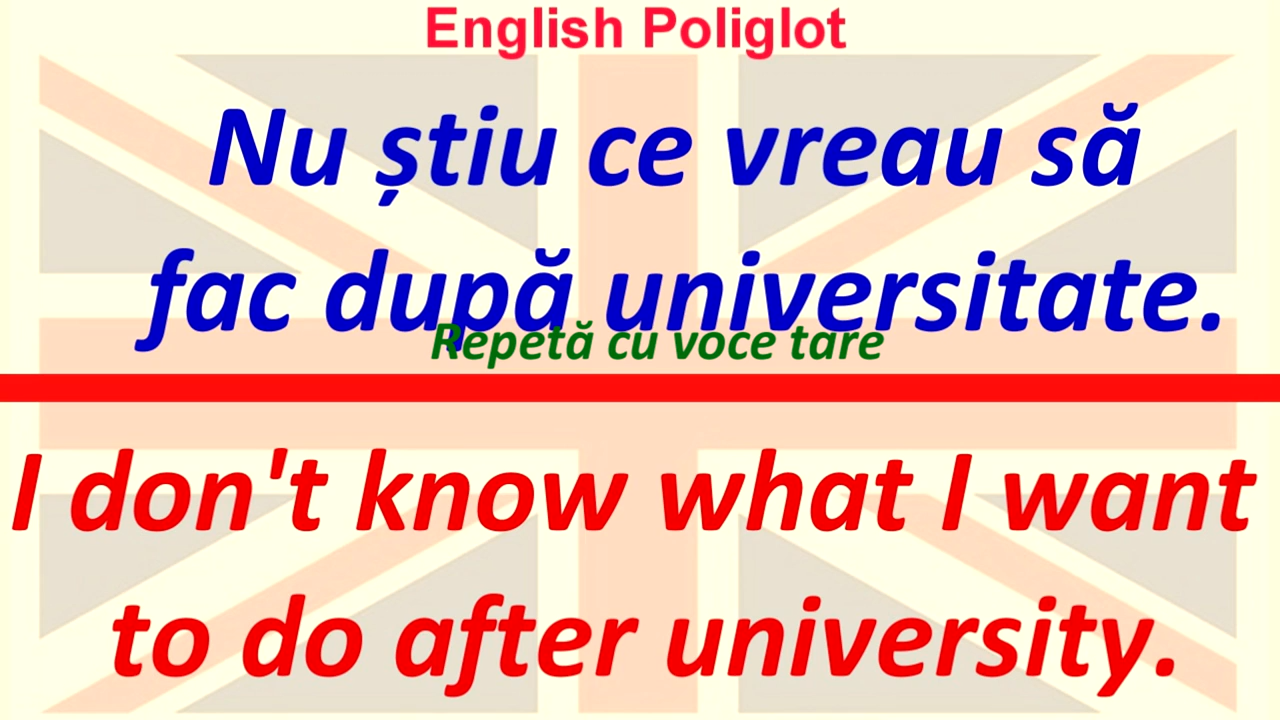 English Poliglot
Nu știu ce vreau să
fac după universitate.
Repetă cu voce tare
I don't know what I want
to do after university.